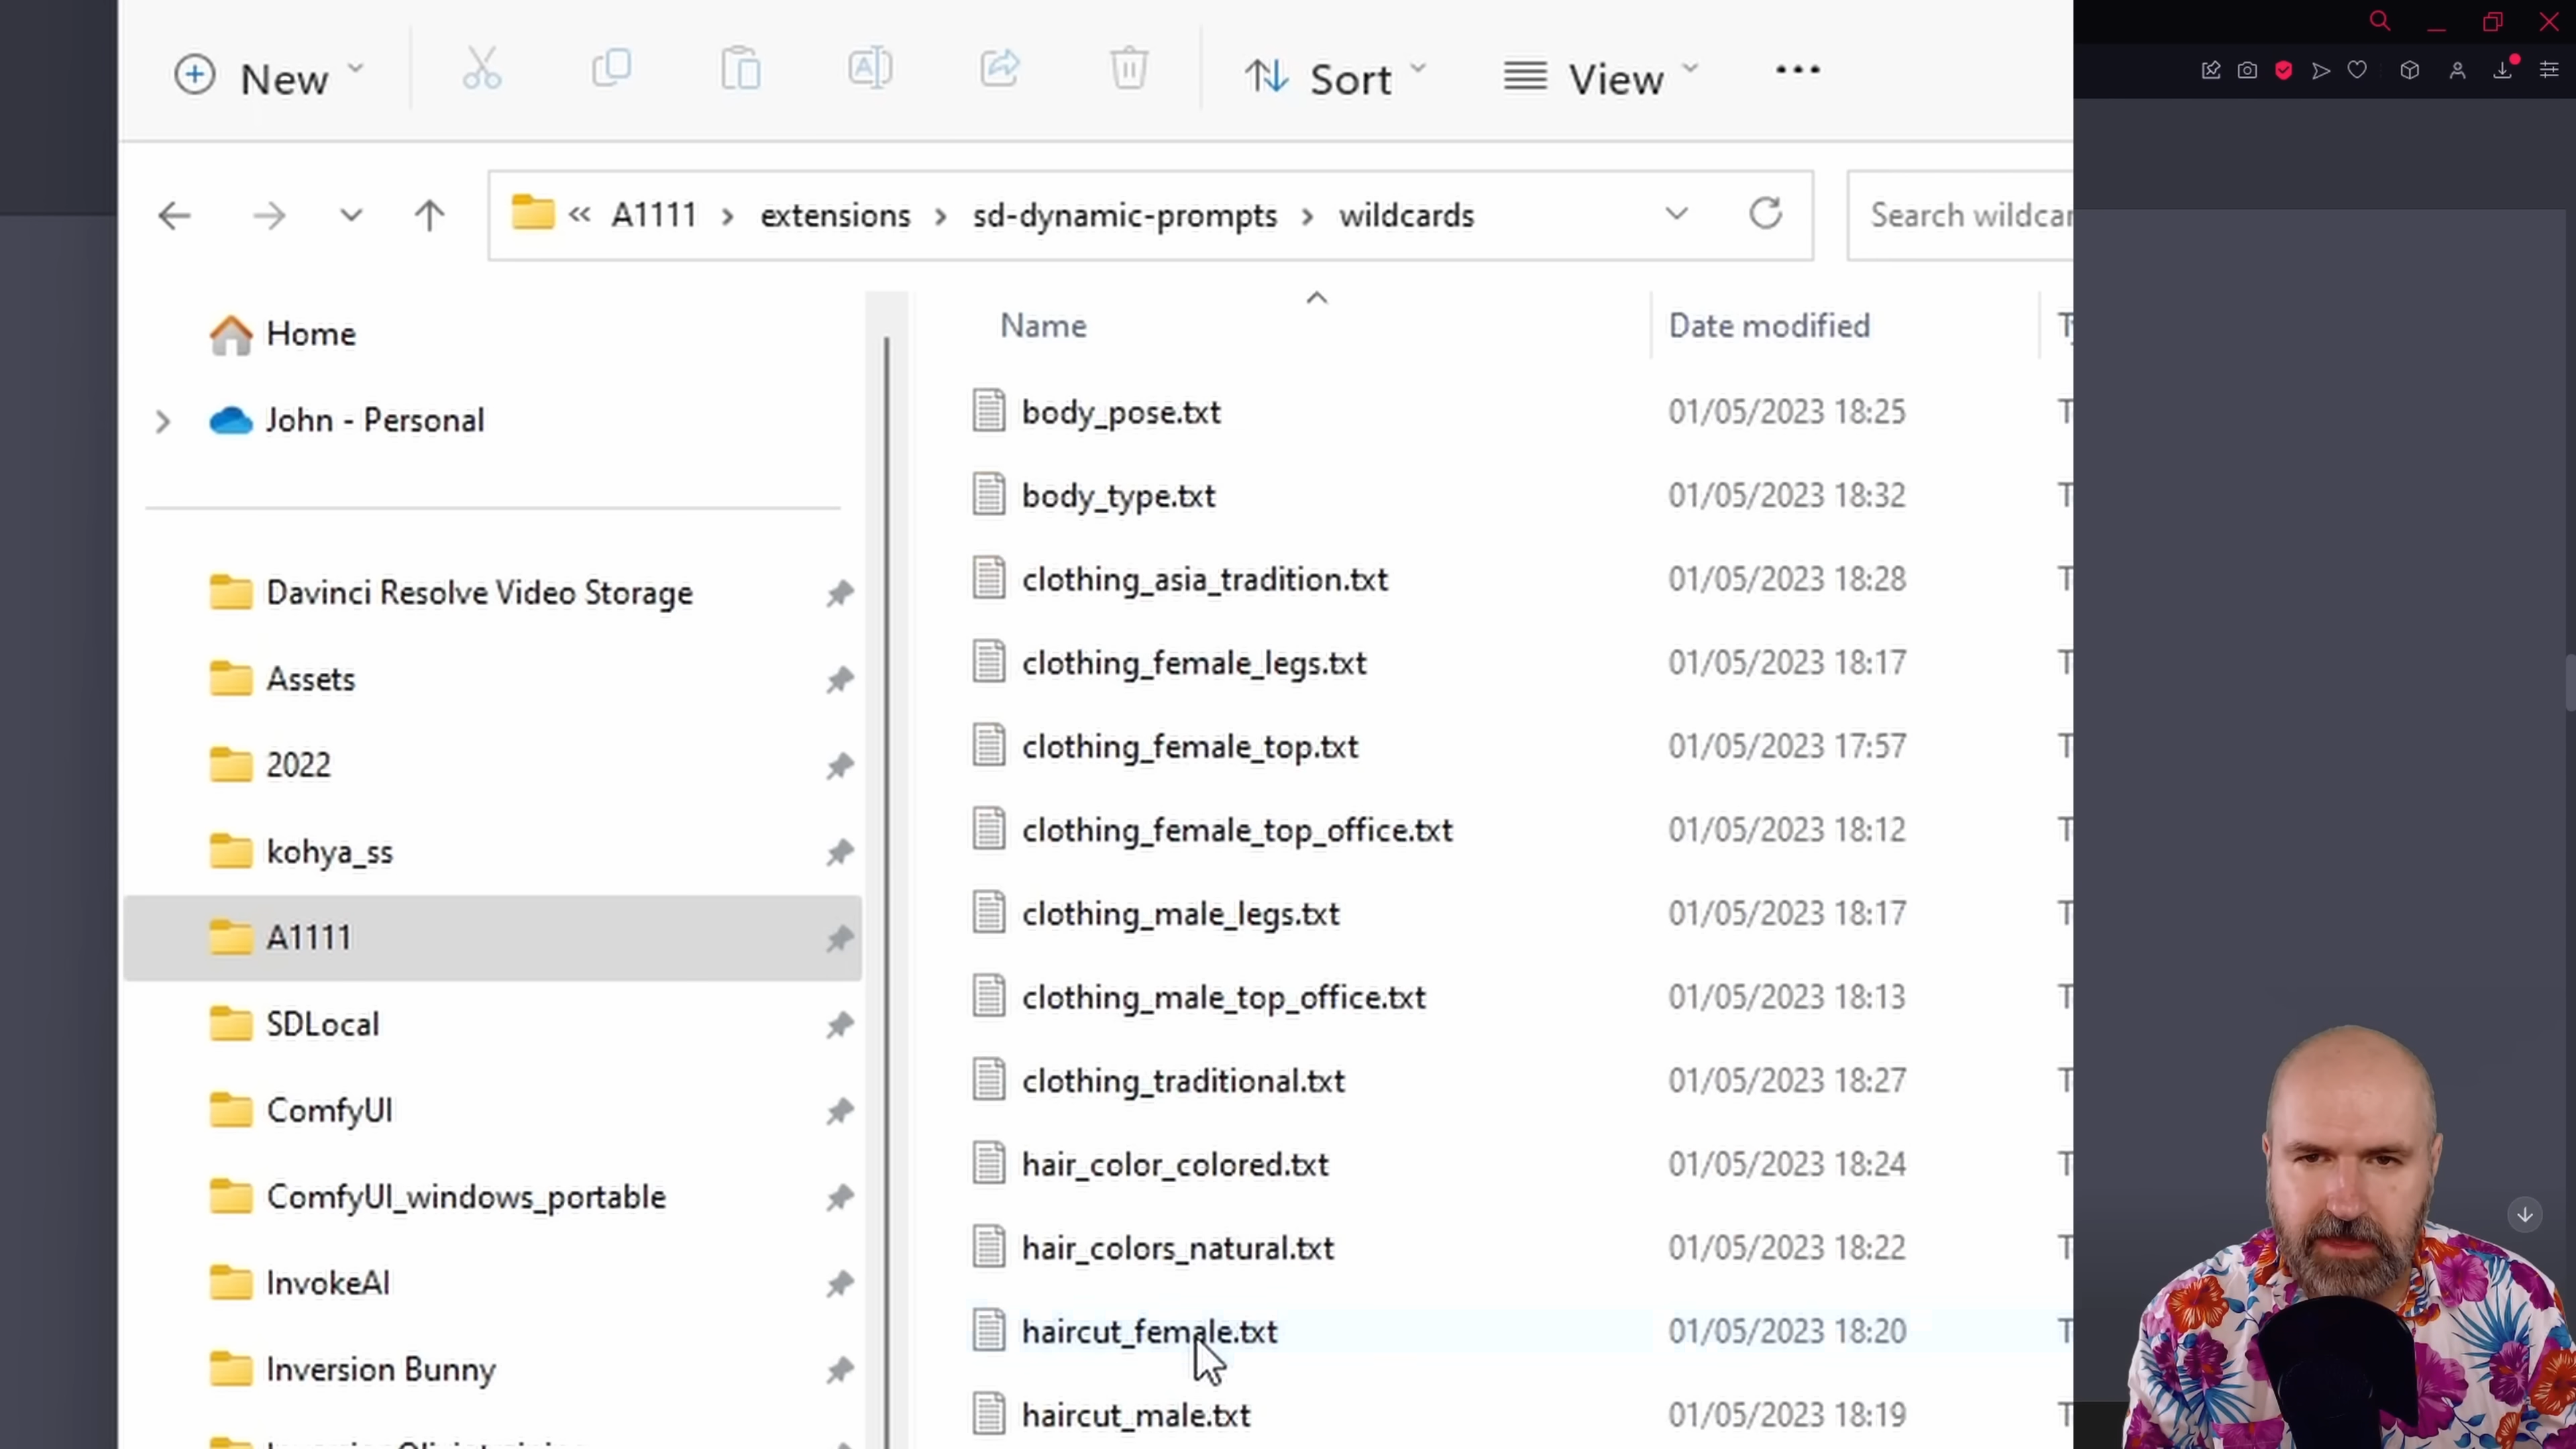 New
Sort
View
A1111 > extensions > sd-dynamic-prompts > wildcards
Home
John - Personal
Davinci Resolve Video Storage
Assets
2022
kohya_ss
A1111
SDLocal
ComfyUI
ComfyUI_windows_portable
InvokeAI
Inversion Bunny
Name Date modified
body_pose.txt 01/05/2023 18:25
body_type.txt 01/05/2023 18:32
clothing_asia_tradition.txt 01/05/2023 18:28
clothing_female_legs.txt 01/05/2023 18:17
clothing_female_top.txt 01/05/2023 17:57
clothing_female_top_office.txt 01/05/2023 18:12
clothing_male_legs.txt 01/05/2023 18:17
clothing_male_top_office.txt 01/05/2023 18:13
clothing_traditional.txt 01/05/2023 18:27
hair_color_colored.txt 01/05/2023 18:24
hair_colors_natural.txt 01/05/2023 18:22
haircut_female.txt 01/05/2023 18:20
haircut_male.txt 01/05/2023 18:19
Search